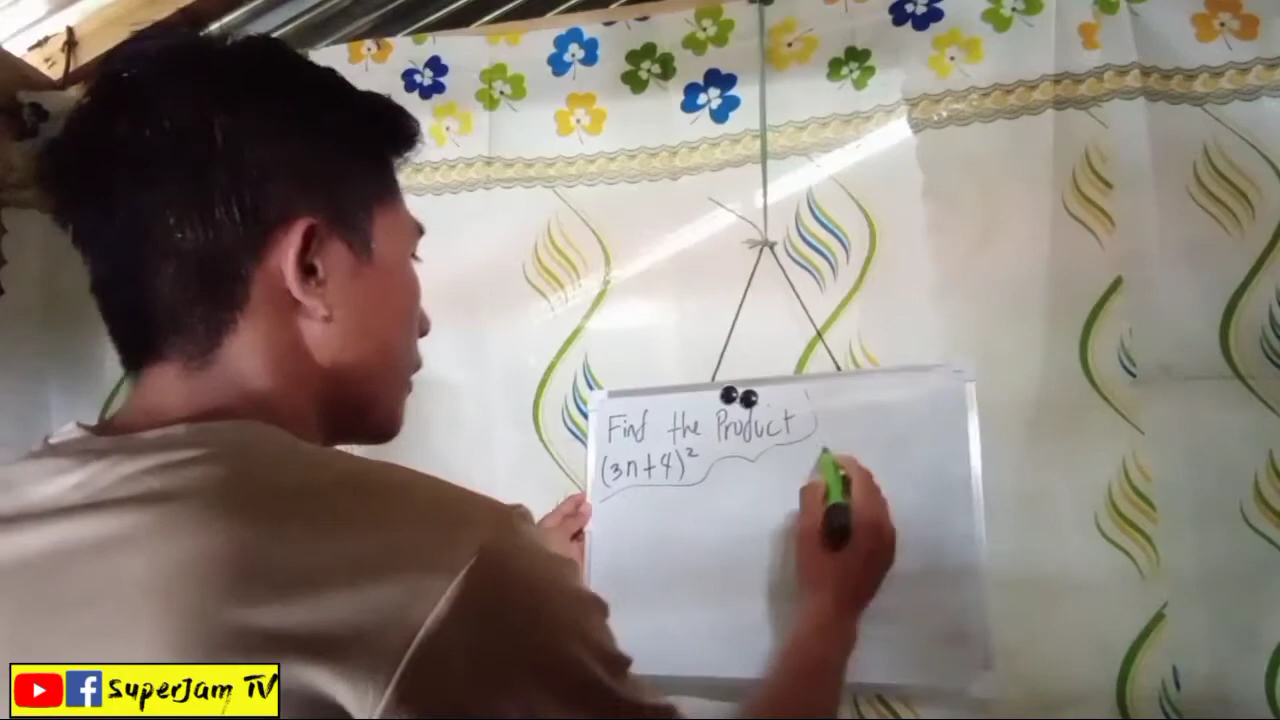 Find the Product
(3n+4)²
SuperJam TV